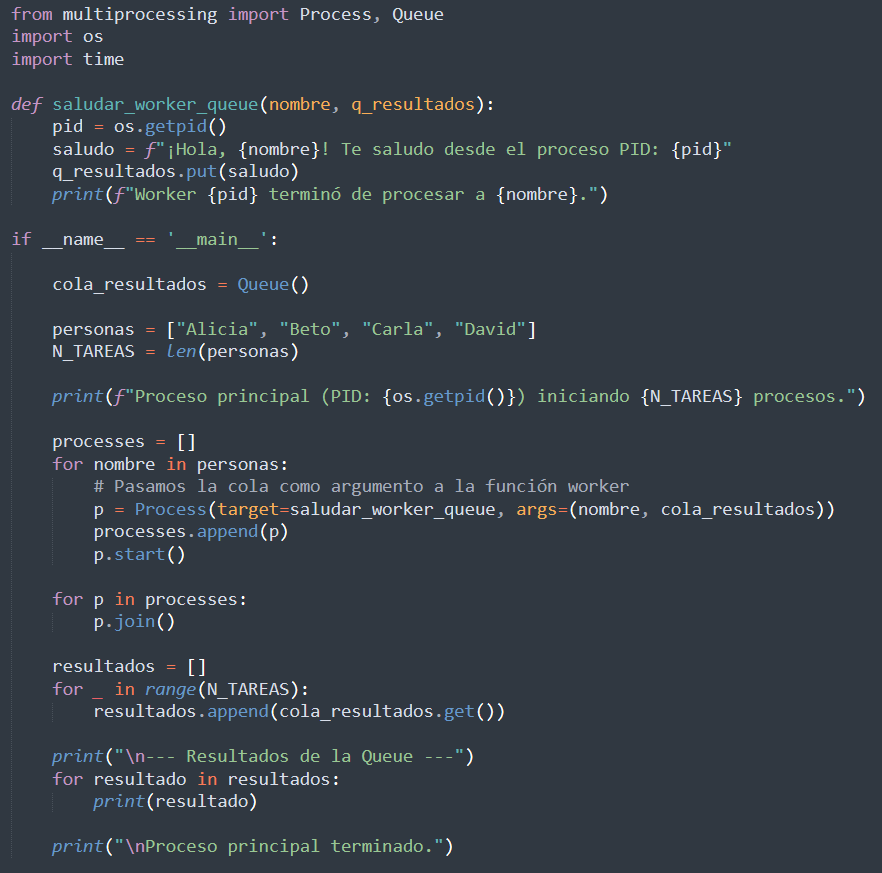 from multiprocessing import Process, Queue
import os
import time

def saludar_worker_queue(nombre, q_resultados):
    pid = os.getpid()
    saludo = f"¡Hola, {nombre}! Te saludo desde el proceso PID: {pid}"
    q_resultados.put(saludo)
    print(f"Worker {pid} terminó de procesar a {nombre}.")

if __name__ == '__main__':

    cola_resultados = Queue()

    personas = ["Alicia", "Beto", "Carla", "David"]
    N_TAREAS = len(personas)

    print(f"Proceso principal (PID: {os.getpid()}) iniciando {N_TAREAS} procesos.")

    processes = []
    for nombre in personas:
        # Pasamos la cola como argumento a la función worker
        p = Process(target=saludar_worker_queue, args=(nombre, cola_resultados))
        processes.append(p)
        p.start()

    for p in processes:
        p.join()

    resultados = []
    for _ in range(N_TAREAS):
        resultados.append(cola_resultados.get())

    print("\n--- Resultados de la Queue ---")
    for resultado in resultados:
        print(resultado)

    print("\nProceso principal terminado.")